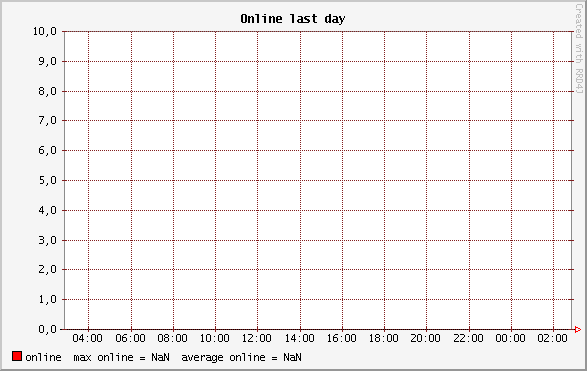 Online last day
Created with RRD4J
10,0
9,0
8,0
7,0
6,0
5,0
4,0
3,0
2,0
1,0
0,0
04:00 06:00 08:00 10:00 12:00 14:00 16:00 18:00 20:00 22:00 00:00 02:00
online max online = NaN average online = NaN